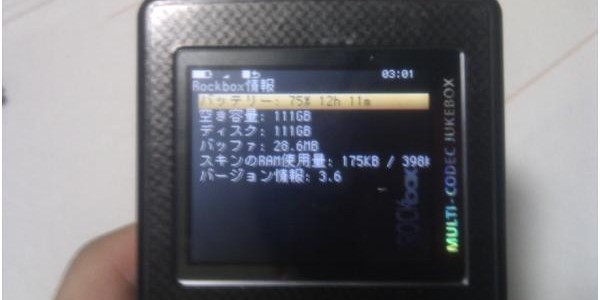 03:01
Rockbox情報
バッテリー: 75% 12h 11m
空き容量: 111GB
ディスク: 111GB
バッファ: 28.6MB
スキンのRAM使用量: 175KB / 398K
バージョン情報: 3.6
MULTI-CODEC JUKEBOX